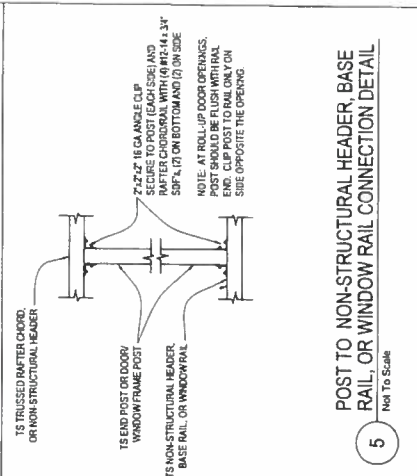 TS TRUSSED RAFTER CHORD,
OR NON-STRUCTURAL HEADER
2"x2"x2" 16 GA ANGLE CLIP
SECURE TO POST (EACH SIDE) AND
RAFTER CHORD/RAIL WITH (4) #12-14 x 3/4"
SDF's, (2) ON BOTTOM AND (2) ON SIDE
NOTE: AT ROLL-UP DOOR OPENINGS,
POST SHOULD BE FLUSH WITH RAIL
END. CLIP POST TO RAIL ONLY ON
SIDE OPPOSITE THE OPENING.
TS END POST OR DOOR/
WINDOW FRAME POST
TS NON-STRUCTURAL HEADER,
BASE RAIL, OR WINDOW RAIL
5
POST TO NON-STRUCTURAL HEADER, BASE
RAIL, OR WINDOW RAIL CONNECTION DETAIL
Not To Scale